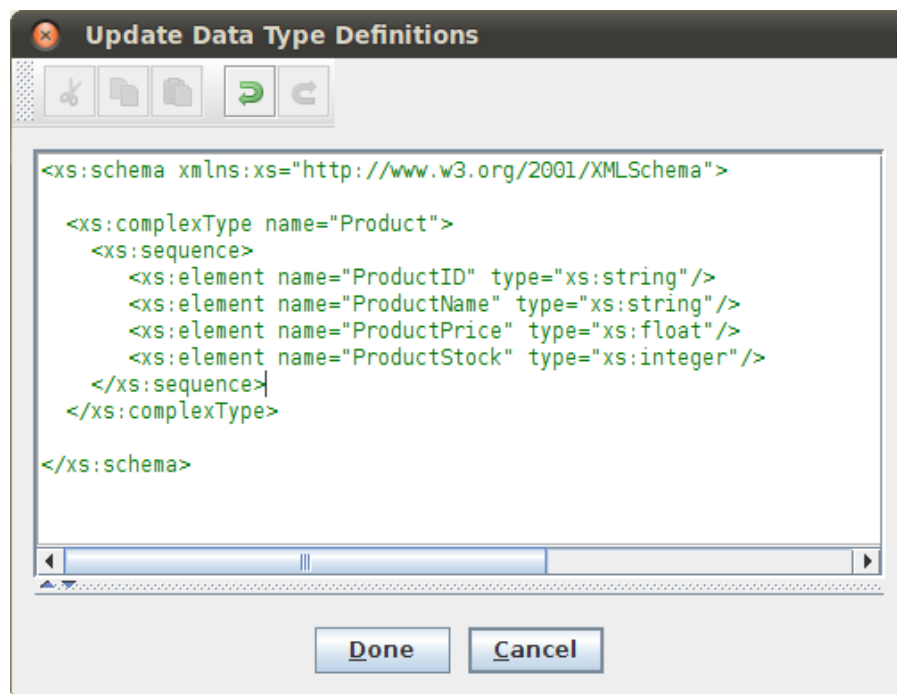 Update Data Type Definitions
<xs:schema xmlns:xs="http://www.w3.org/2001/XMLSchema">
<xs:complexType name="Product">
<xs:sequence>
<xs:element name="ProductID" type="xs:string"/>
<xs:element name="ProductName" type="xs:string"/>
<xs:element name="ProductPrice" type="xs:float"/>
<xs:element name="ProductStock" type="xs:integer"/>
</xs:sequence>
</xs:complexType>
</xs:schema>
Done Cancel